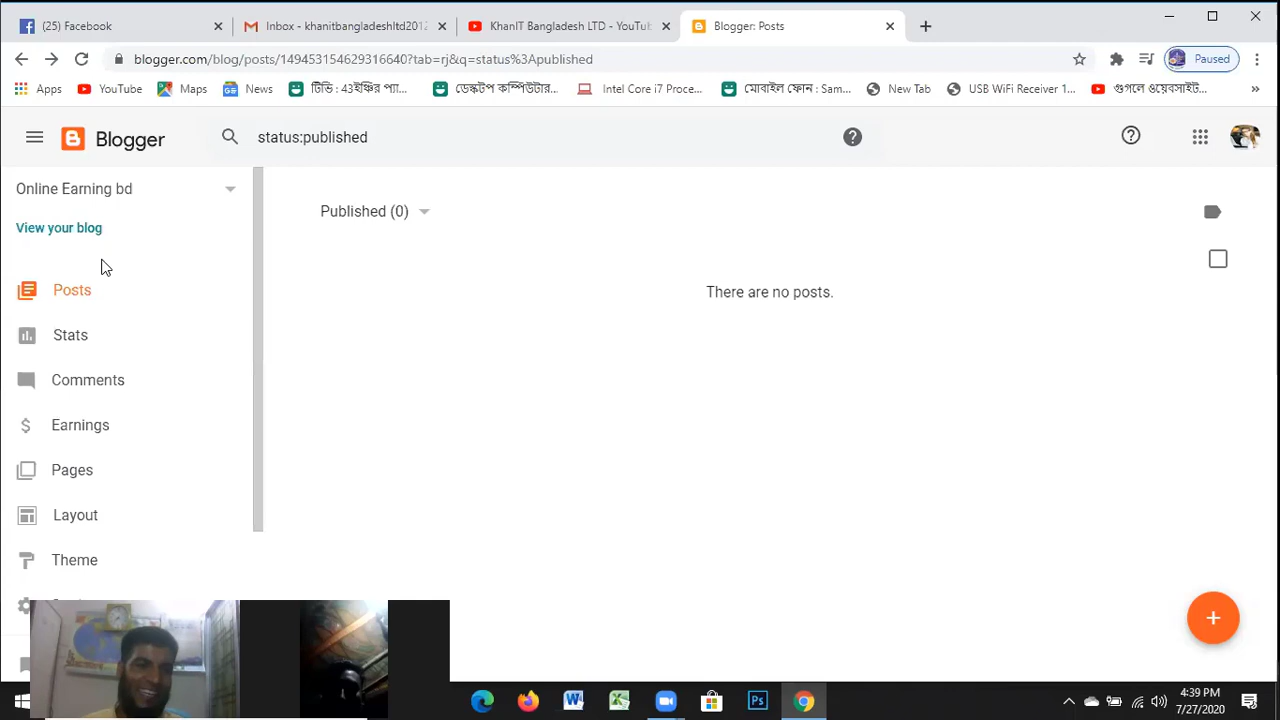 (25) Facebook
Inbox - khanitbangladeshltd201
KhanIT Bangladesh LTD - YouTu
Blogger: Posts
blogger.com/blog/posts/149453154629316640?tab=rj&q=status%3Apublished
Paused
Apps
YouTube
Maps
News
টিভি : 43ইঞ্চির প্যা...
ডেস্কটপ কম্পিউটার...
Intel Core i7 Proce...
মোবাইল ফোন : Sam...
New Tab
USB WiFi Receiver 1...
গুগলে ওয়েবসাইট...
Blogger
status:published
Online Earning bd
View your blog
Published (0)
There are no posts.
Posts
Stats
Comments
Earnings
Pages
Layout
Theme
4:39 PM
7/27/2020